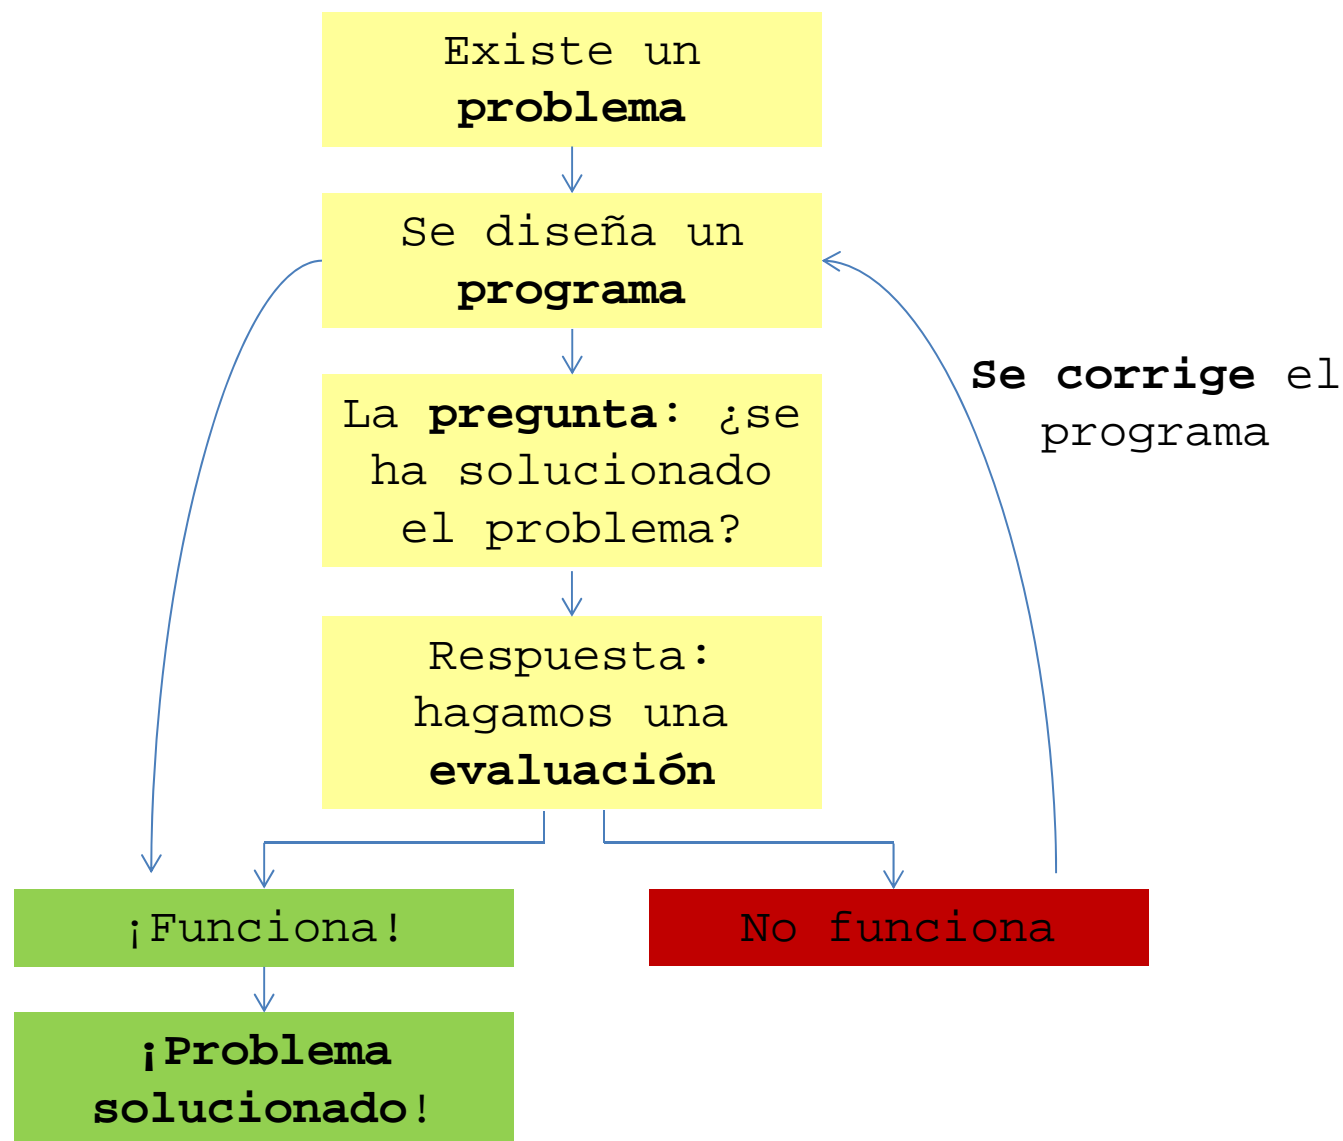 Existe un
problema
Se diseña un
programa
La pregunta: ¿se
ha solucionado
el problema?
Se corrige el
programa
Respuesta:
hagamos una
evaluación
¡Funciona!
No funciona
¡Problema
solucionado!